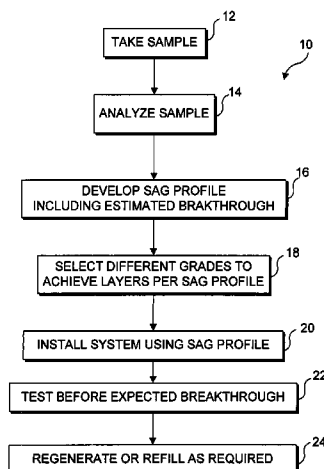 12
TAKE SAMPLE
10
14
ANALYZE SAMPLE
16
DEVELOP SAG PROFILE
INCLUDING ESTIMATED BRAKTHROUGH
18
SELECT DIFFERENT GRADES TO
ACHIEVE LAYERS PER SAG PROFILE
20
INSTALL SYSTEM USING SAG PROFILE
22
TEST BEFORE EXPECTED BREAKTHROUGH
24
REGENERATE OR REFILL AS REQUIRED